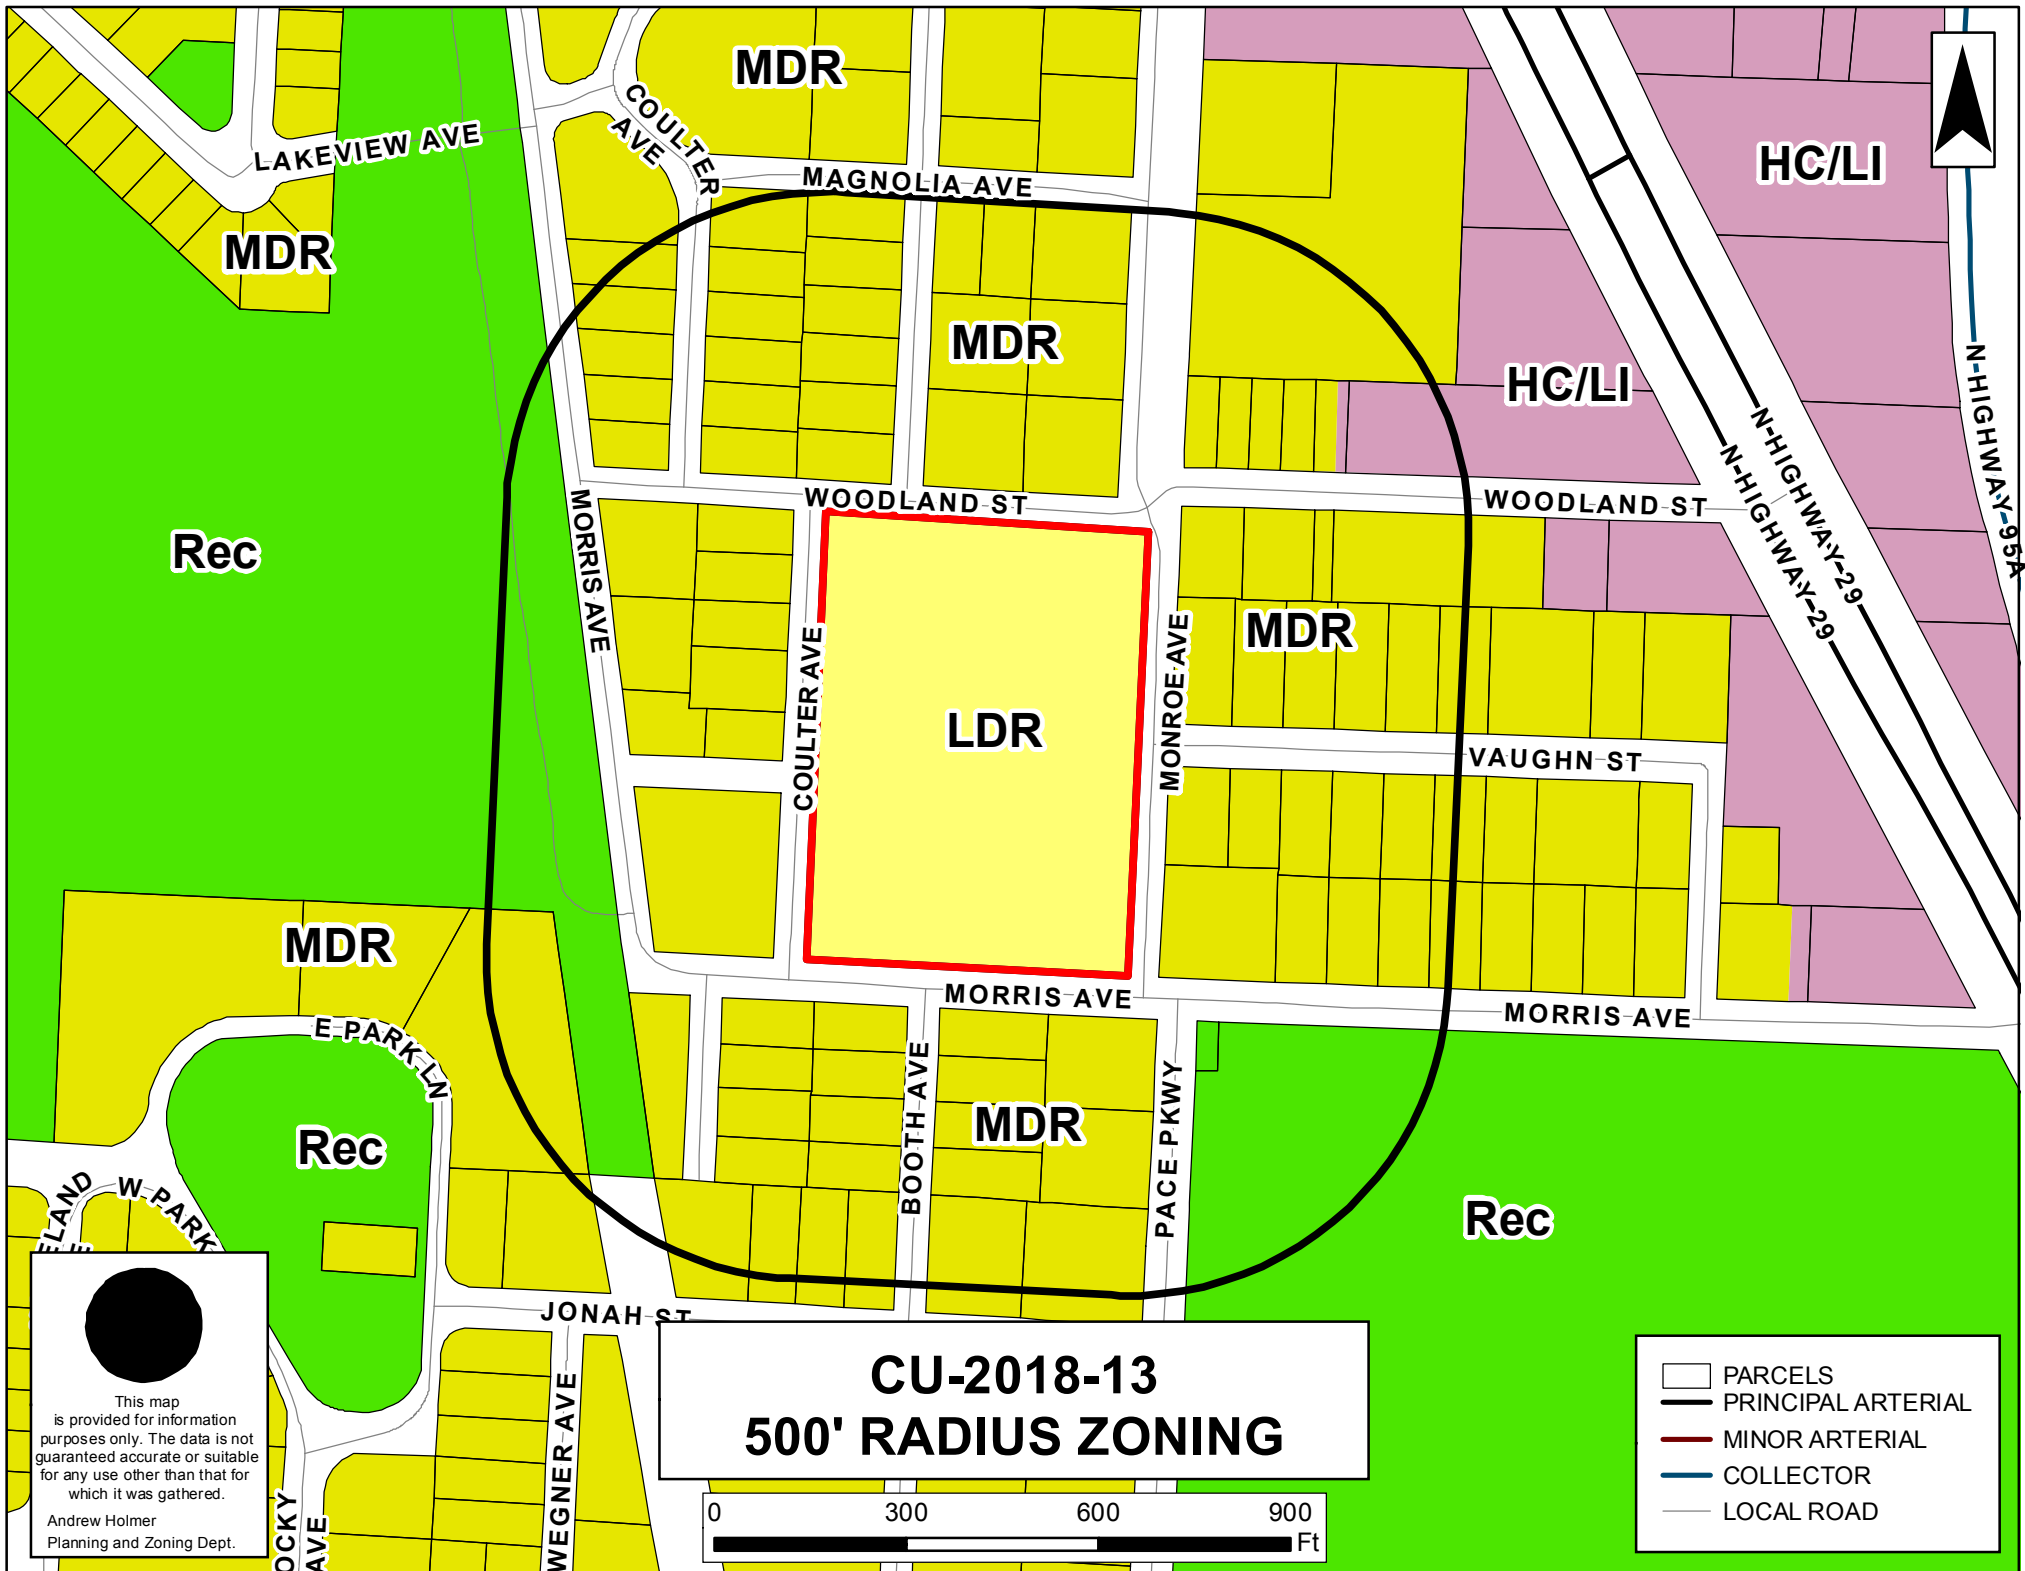 MDR
COULTER
AVE
LAKEVIEW AVE
MAGNOLIA AVE
HC/LI
MDR
MDR
HC/LI
N HIGHWAY 95A
N HIGHWAY 29
N HIGHWAY 29
WOODLAND ST
WOODLAND ST
MORRIS AVE
Rec
COULTER AVE
MONROE AVE
MDR
LDR
VAUGHN ST
MDR
MORRIS AVE
MORRIS AVE
E PARK LN
BOOTH AVE
MDR
PACE PKWY
Rec
Rec
W PARK
ELAND
JONAH ST
WEGNER AVE
OCKY
AVE
This map
is provided for information
purposes only. The data is not
guaranteed accurate or suitable
for any use other than that for
which it was gathered.
Andrew Holmer
Planning and Zoning Dept.
CU-2018-13
500' RADIUS ZONING
0 300 600 900
Ft
PARCELS
PRINCIPAL ARTERIAL
MINOR ARTERIAL
COLLECTOR
LOCAL ROAD